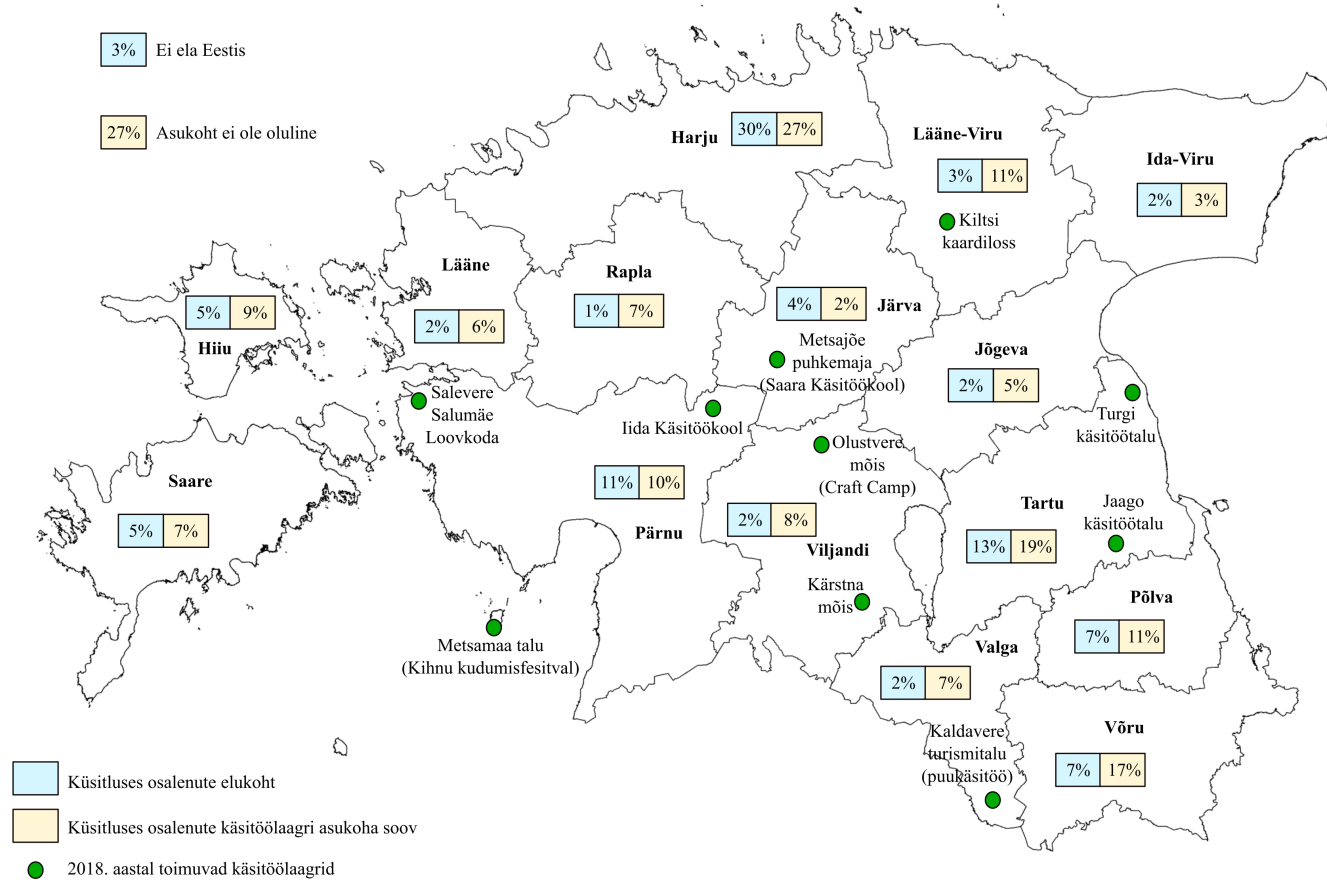 3% Ei ela Eestis
27% Asukoht ei ole oluline
Harju 30% 27%
Lääne-Viru
3% 11%
Kiltsi
kaardiloss
Ida-Viru
2% 3%
Lääne
2% 6%
Rapla
1% 7%
4% 2%
Järva
Metsajõe
puhkemaja
(Saara Käsitöökool)
5% 9%
Hiiu
Jõgeva
2% 5%
Salevere
Salumäe
Loovkoda
Iida Käsitöökool
Turgi
käsitöötalu
Olustvere
mõis
(Craft Camp)
Saare
5% 7%
11% 10%
Pärnu
2% 8%
Viljandi
Kärstna
mõis
Tartu
13% 19%
Jaago
käsitöötalu
Põlva
7% 11%
Metsamaa talu
(Kihnu kudumisfesitval)
Valga
2% 7%
Kaldavere
turismitalu
(puukäsitöö)
Võru
7% 17%
Küsitluses osalenute elukoht
Küsitluses osalenute käsitöölaagri asukoha soov
2018. aastal toimuvad käsitöölaagrid